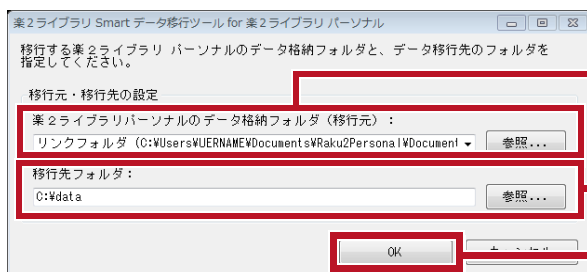 楽２ライブラリ Smart データ移行ツール for 楽２ライブラリ パーソナル
移行する楽２ライブラリ パーソナルのデータ格納フォルダと、データ移行先のフォルダを
指定してください。
移行元・移行先の設定
楽２ライブラリパーソナルのデータ格納フォルダ（移行元）：
リンクフォルダ (C:¥Users¥UERNAME¥Documents¥Raku2Personal¥Document
参照...
移行先フォルダ：
C:¥data
参照...
OK
キャンセル